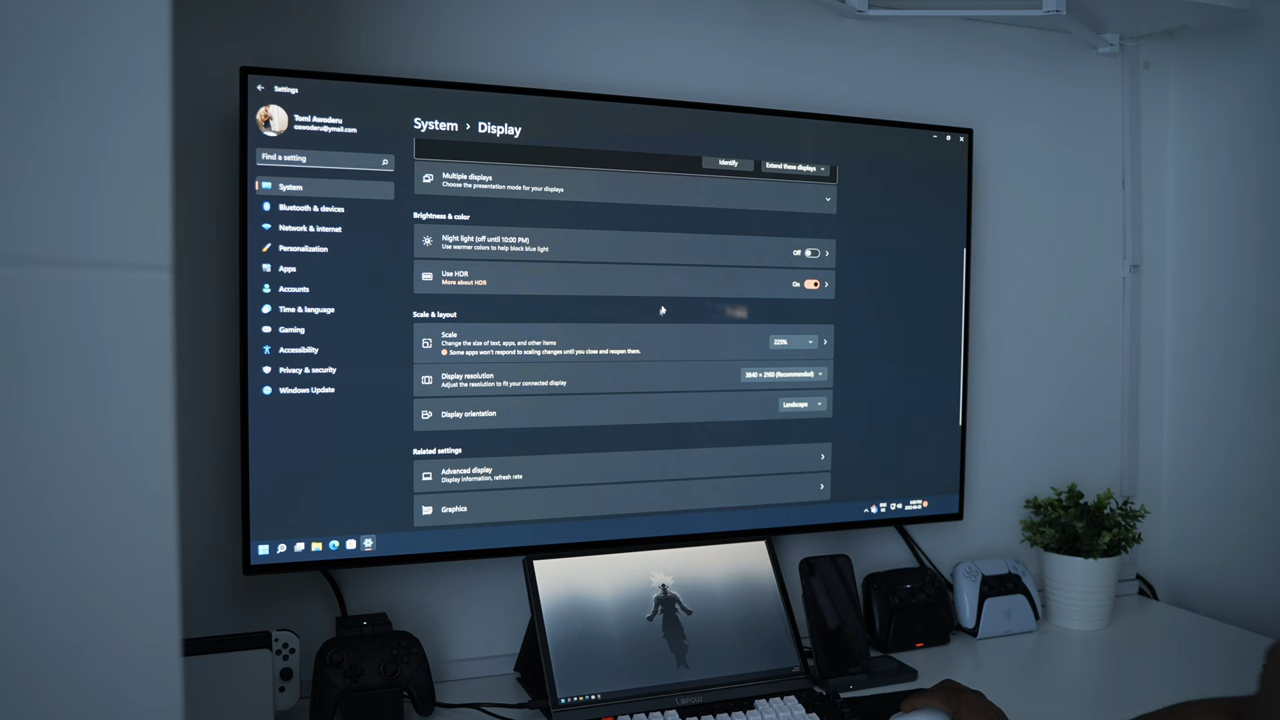 Settings
Tomi Awoderu
oawoderu@ymail.com
Find a setting
System
Bluetooth & devices
Network & internet
Personalization
Apps
Accounts
Time & language
Gaming
Accessibility
Privacy & security
Windows Update
System › Display
Identify
Extend these displays
Multiple displays
Choose the presentation mode for your displays
Brightness & color
Night light (off until 10:00 PM)
Use warmer colors to help block blue light
Off
Use HDR
More about HDR
On
Scale & layout
Scale
Change the size of text, apps, and other items
Some apps won't respond to scaling changes until you close and reopen them.
225%
Display resolution
Adjust the resolution to fit your connected display
3840 × 2160 (Recommended)
Display orientation
Landscape
Related settings
Advanced display
Display information, refresh rate
Graphics
Lepow